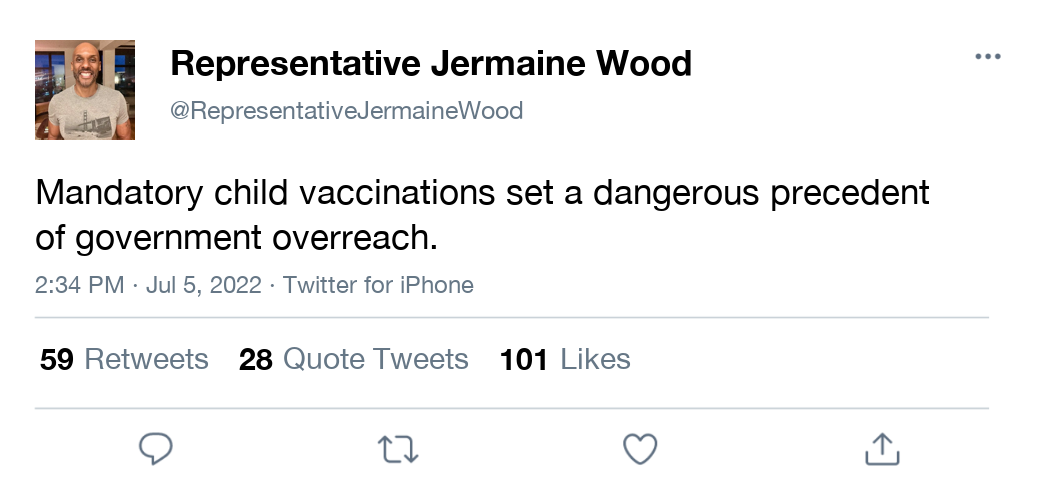 Representative Jermaine Wood
@RepresentativeJermaineWood
Mandatory child vaccinations set a dangerous precedent
of government overreach.
2:34 PM · Jul 5, 2022 · Twitter for iPhone
59 Retweets 28 Quote Tweets 101 Likes